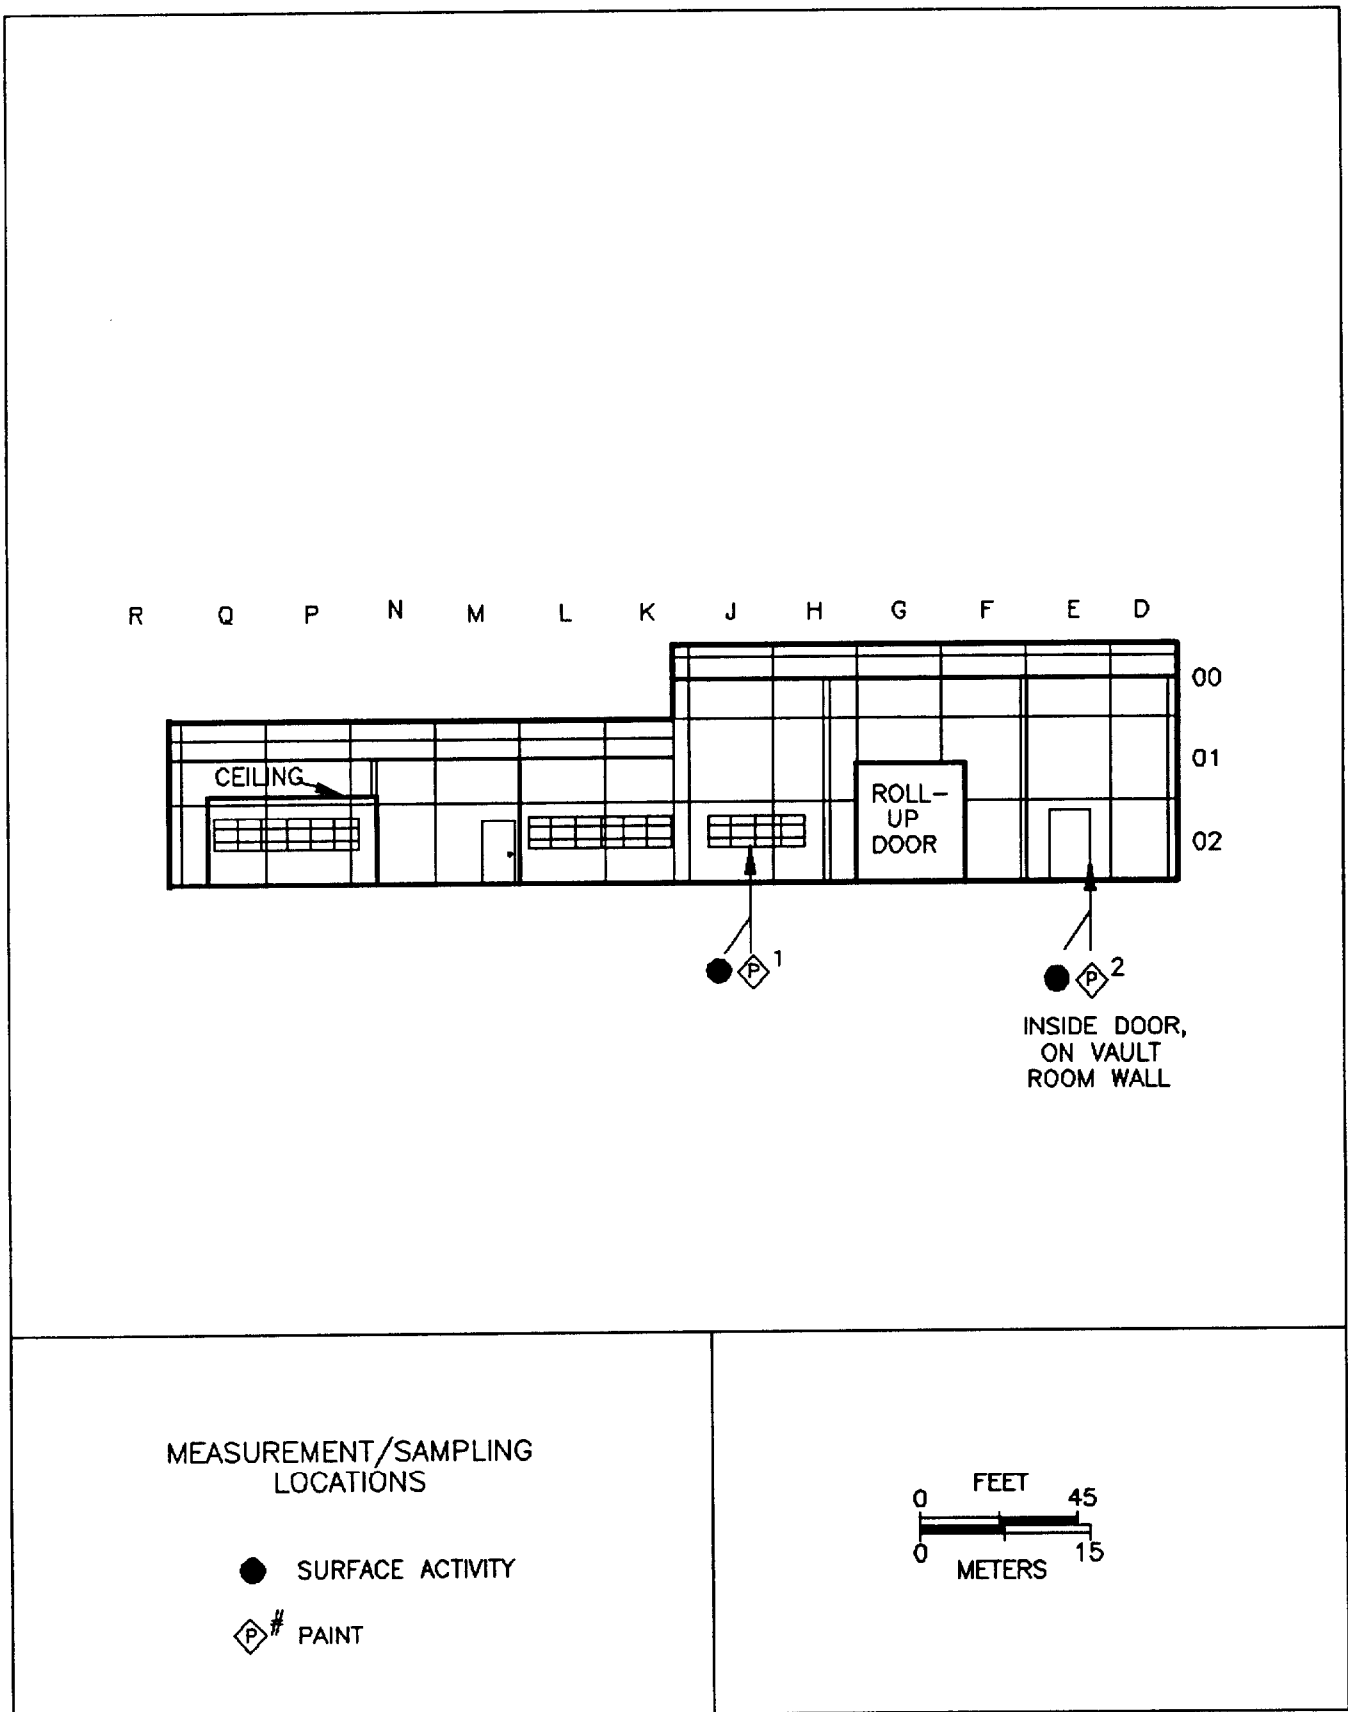 R Q P N M L K J H G F E D
00
01
CEILING
ROLL-
UP
DOOR
02
P 1
P 2
INSIDE DOOR,
ON VAULT
ROOM WALL
MEASUREMENT/SAMPLING
LOCATIONS
SURFACE ACTIVITY
P # PAINT
FEET
0 45
0 15
METERS